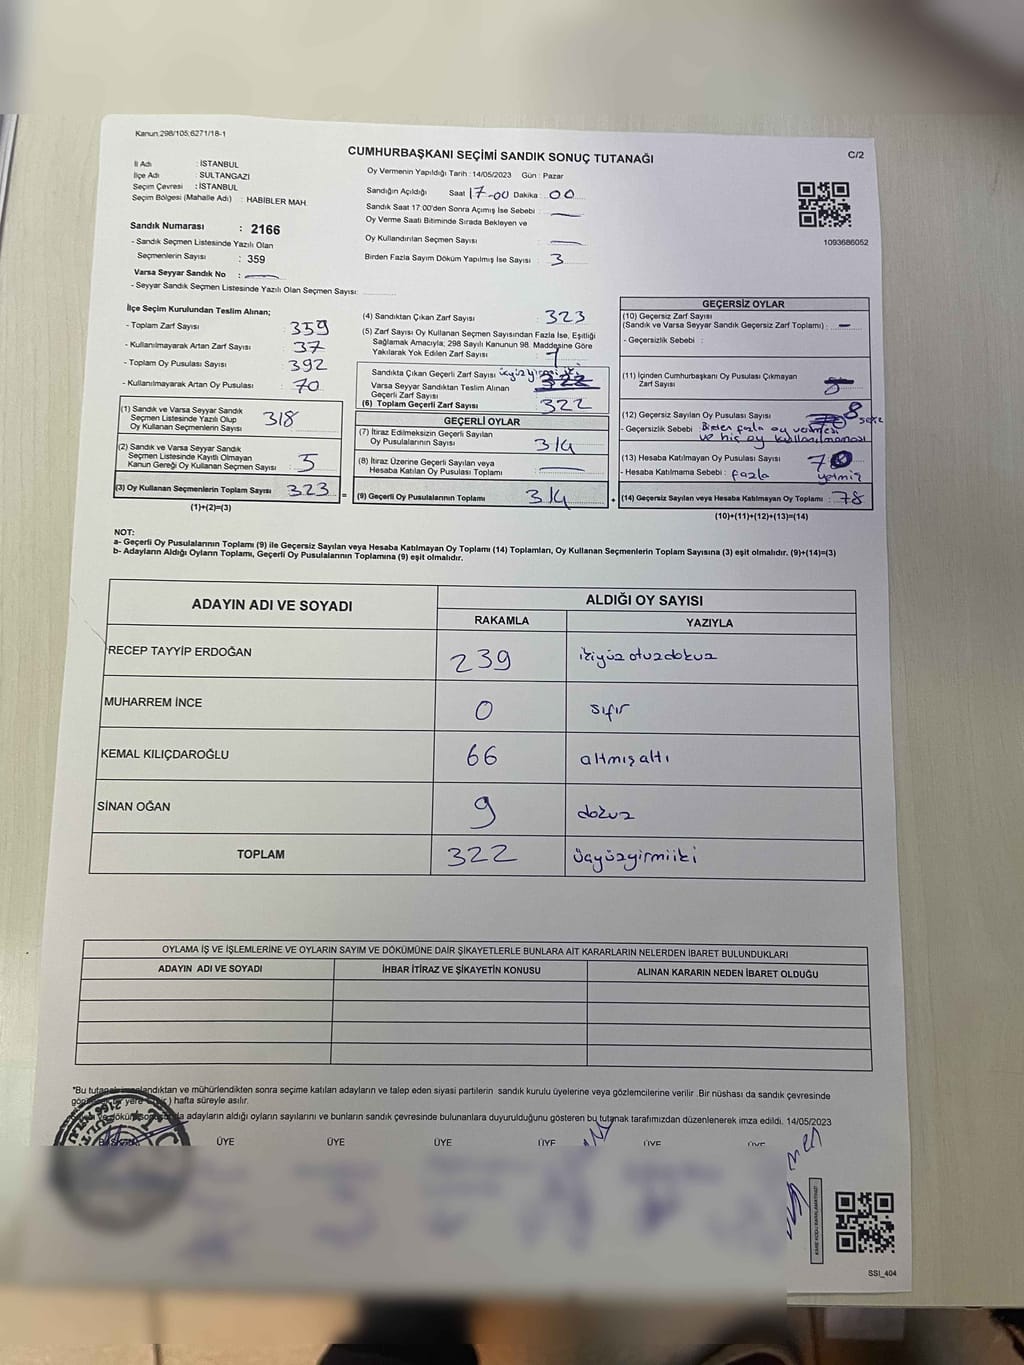 Kanun.298/105,6271/18-1
CUMHURBAŞKANI SEÇİMİ SANDIK SONUÇ TUTANAĞI
C/2
İl Adı : İSTANBUL
İlçe Adı : SULTANGAZİ
Seçim Çevresi : İSTANBUL
Seçim Bölgesi (Mahalle Adı) : HABİBLER MAH.
Sandık Numarası : 2166
- Sandık Seçmen Listesinde Yazılı Olan
Seçmenlerin Sayısı : 359
Varsa Seyyar Sandık No :
- Seyyar Sandık Seçmen Listesinde Yazılı Olan Seçmen Sayısı:
Oy Vermenin Yapıldığı Tarih : 14/05/2023 Gün : Pazar
Sandığın Açıldığı Saat 17-00 Dakika : 00
Sandık Saat 17:00'den Sonra Açımış İse Sebebi :
Oy Verme Saati Bitiminde Sırada Bekleyen ve
Oy Kullandırılan Seçmen Sayısı
Birden Fazla Sayım Döküm Yapılmış İse Sayısı : 3
1093686052
İlçe Seçim Kurulundan Teslim Alınan;
- Toplam Zarf Sayısı : 359
- Kullanılmayarak Artan Zarf Sayısı : 37
- Toplam Oy Pusulası Sayısı : 392
- Kullanılmayarak Artan Oy Pusulası : 70
(1) Sandık ve Varsa Seyyar Sandık
Seçmen Listesinde Yazılı Olup
Oy Kullanan Seçmenlerin Sayısı : 318
(2) Sandık ve Varsa Seyyar Sandık
Seçmen Listesinde Kayıtlı Olmayan
Kanun Gereği Oy Kullanan Seçmen Sayısı : 5
(3) Oy Kullanan Seçmenlerin Toplam Sayısı : 323
(1)+(2)=(3)
=
(4) Sandıktan Çıkan Zarf Sayısı : 323
(5) Zarf Sayısı Oy Kullanan Seçmen Sayısından Fazla İse, Eşitliği
Sağlamak Amacıyla; 298 Sayılı Kanunun 98. Maddesine Göre
Yakılarak Yok Edilen Zarf Sayısı : 1
Sandıkta Çıkan Geçerli Zarf Sayısı üçyüzyirmiiki
Varsa Seyyar Sandıktan Teslim Alınan 322
Geçerli Zarf Sayısı
(6) Toplam Geçerli Zarf Sayısı : 322
GEÇERLİ OYLAR
(7) İtiraz Edilmeksizin Geçerli Sayılan
Oy Pusulalarının Sayısı : 314
(8) İtiraz Üzerine Geçerli Sayılan veya
Hesaba Katılan Oy Pusulası Toplamı
(9) Geçerli Oy Pusulalarının Toplamı : 314
+
GEÇERSİZ OYLAR
(10) Geçersiz Zarf Sayısı
(Sandık ve Varsa Seyyar Sandık Geçersiz Zarf Toplamı) : -
- Geçersizlik Sebebi :
(11) İçinden Cumhurbaşkanı Oy Pusulası Çıkmayan
Zarf Sayısı :
(12) Geçersiz Sayılan Oy Pusulası Sayısı : 8 sekiz
- Geçersizlik Sebebi : Birden fazla oy verilmesi
ve hiç oy kullanılmaması
(13) Hesaba Katılmayan Oy Pusulası Sayısı : 70
- Hesaba Katılmama Sebebi : fazla yetmiş
(14) Geçersiz Sayılan veya Hesaba Katılmayan Oy Toplamı : 78
(10)+(11)+(12)+(13)=(14)
NOT:
a- Geçerli Oy Pusulalarının Toplamı (9) ile Geçersiz Sayılan veya Hesaba Katılmayan Oy Toplamı (14) Toplamları, Oy Kullanan Seçmenlerin Toplam Sayısına (3) eşit olmalıdır. (9)+(14)=(3)
b- Adayların Aldığı Oyların Toplamı, Geçerli Oy Pusulalarının Toplamına (9) eşit olmalıdır.
ADAYIN ADI VE SOYADI
ALDIĞI OY SAYISI
RAKAMLA YAZIYLA
RECEP TAYYİP ERDOĞAN 239 ikiyüz otuzdokuz
MUHARREM İNCE 0 sıfır
KEMAL KILIÇDAROĞLU 66 altmışaltı
SİNAN OĞAN 9 dokuz
TOPLAM 322 üçyüzyirmiiki
OYLAMA İŞ VE İŞLEMLERİNE VE OYLARIN SAYIM VE DÖKÜMÜNE DAİR ŞİKAYETLERLE BUNLARA AİT KARARLARIN NELERDEN İBARET BULUNDUKLARI
ADAYIN ADI VE SOYADI İHBAR İTİRAZ VE ŞİKAYETİN KONUSU ALINAN KARARIN NEDEN İBARET OLDUĞU
"Bu tutanak imzalandıktan ve mühürlendikten sonra seçime katılan adayların ve talep eden siyasi partilerin sandık kurulu üyelerine veya gözlemcilerine verilir Bir nüshası da sandık çevresinde
yere bir ) hafta süreyle asılır.
döküm adayların aldığı oyların sayılarını ve bunların sandık çevresinde bulunanlara duyurulduğunu gösteren bu tutanak tarafımızdan düzenlenerek imza edildi. 14/05/2023
BAŞKAN ÜYE ÜYE ÜYE ÜYE ÜYE ÜYE
SSI_404